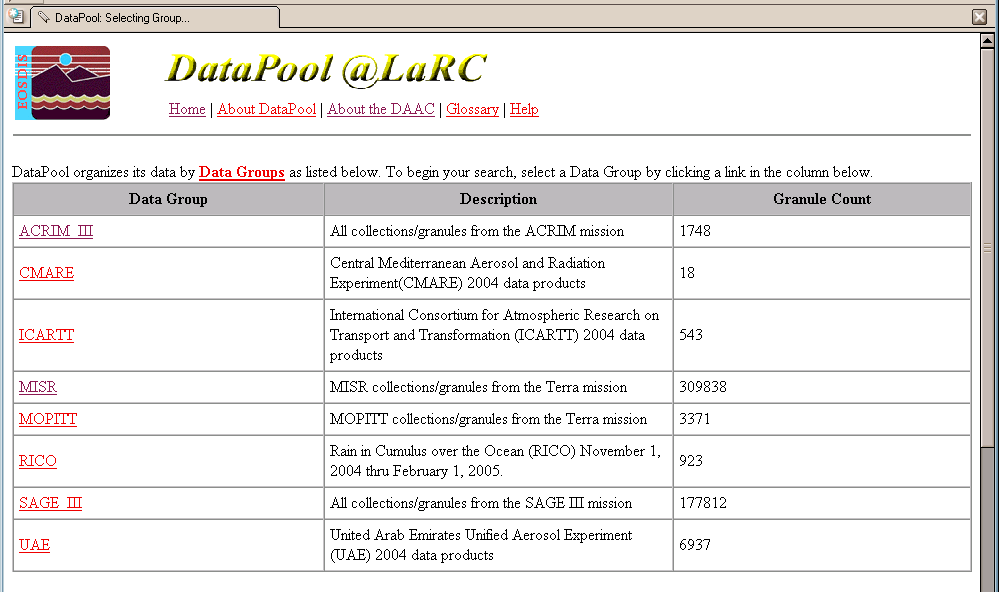 DataPool: Selecting Group...
EOSDIS
DataPool @LaRC
Home | About DataPool | About the DAAC | Glossary | Help
DataPool organizes its data by Data Groups as listed below. To begin your search, select a Data Group by clicking a link in the column below.
Data Group Description Granule Count
ACRIM_III All collections/granules from the ACRIM mission 1748
CMARE Central Mediterranean Aerosol and Radiation
Experiment(CMARE) 2004 data products 18
ICARTT International Consortium for Atmospheric Research on
Transport and Transformation (ICARTT) 2004 data
products 543
MISR MISR collections/granules from the Terra mission 309838
MOPITT MOPITT collections/granules from the Terra mission 3371
RICO Rain in Cumulus over the Ocean (RICO) November 1,
2004 thru February 1, 2005. 923
SAGE_III All collections/granules from the SAGE III mission 177812
UAE United Arab Emirates Unified Aerosol Experiment
(UAE) 2004 data products 6937